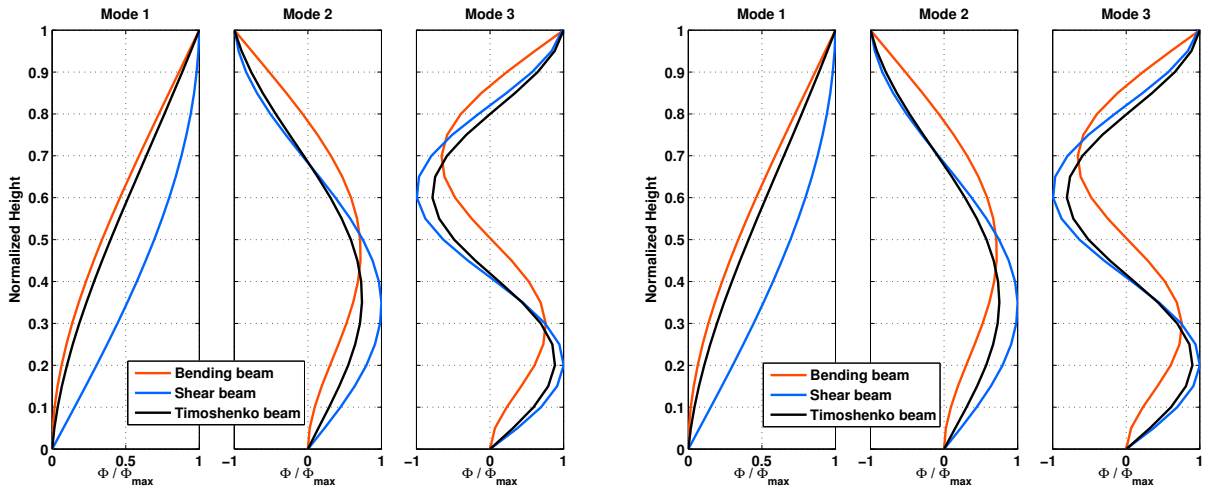 Mode 1
Mode 2
Mode 3
Normalized Height
1
0.9
0.8
0.7
0.6
0.5
0.4
0.3
0.2
0.1
0
Bending beam
Shear beam
Timoshenko beam
0 0.5 1
−1 0 1
−1 0 1
Φ / Φmax
Φ / Φmax
Φ / Φmax
Mode 1
Mode 2
Mode 3
Normalized Height
1
0.9
0.8
0.7
0.6
0.5
0.4
0.3
0.2
0.1
0
Bending beam
Shear beam
Timoshenko beam
0 0.5 1
−1 0 1
−1 0 1
Φ / Φmax
Φ / Φmax
Φ / Φmax